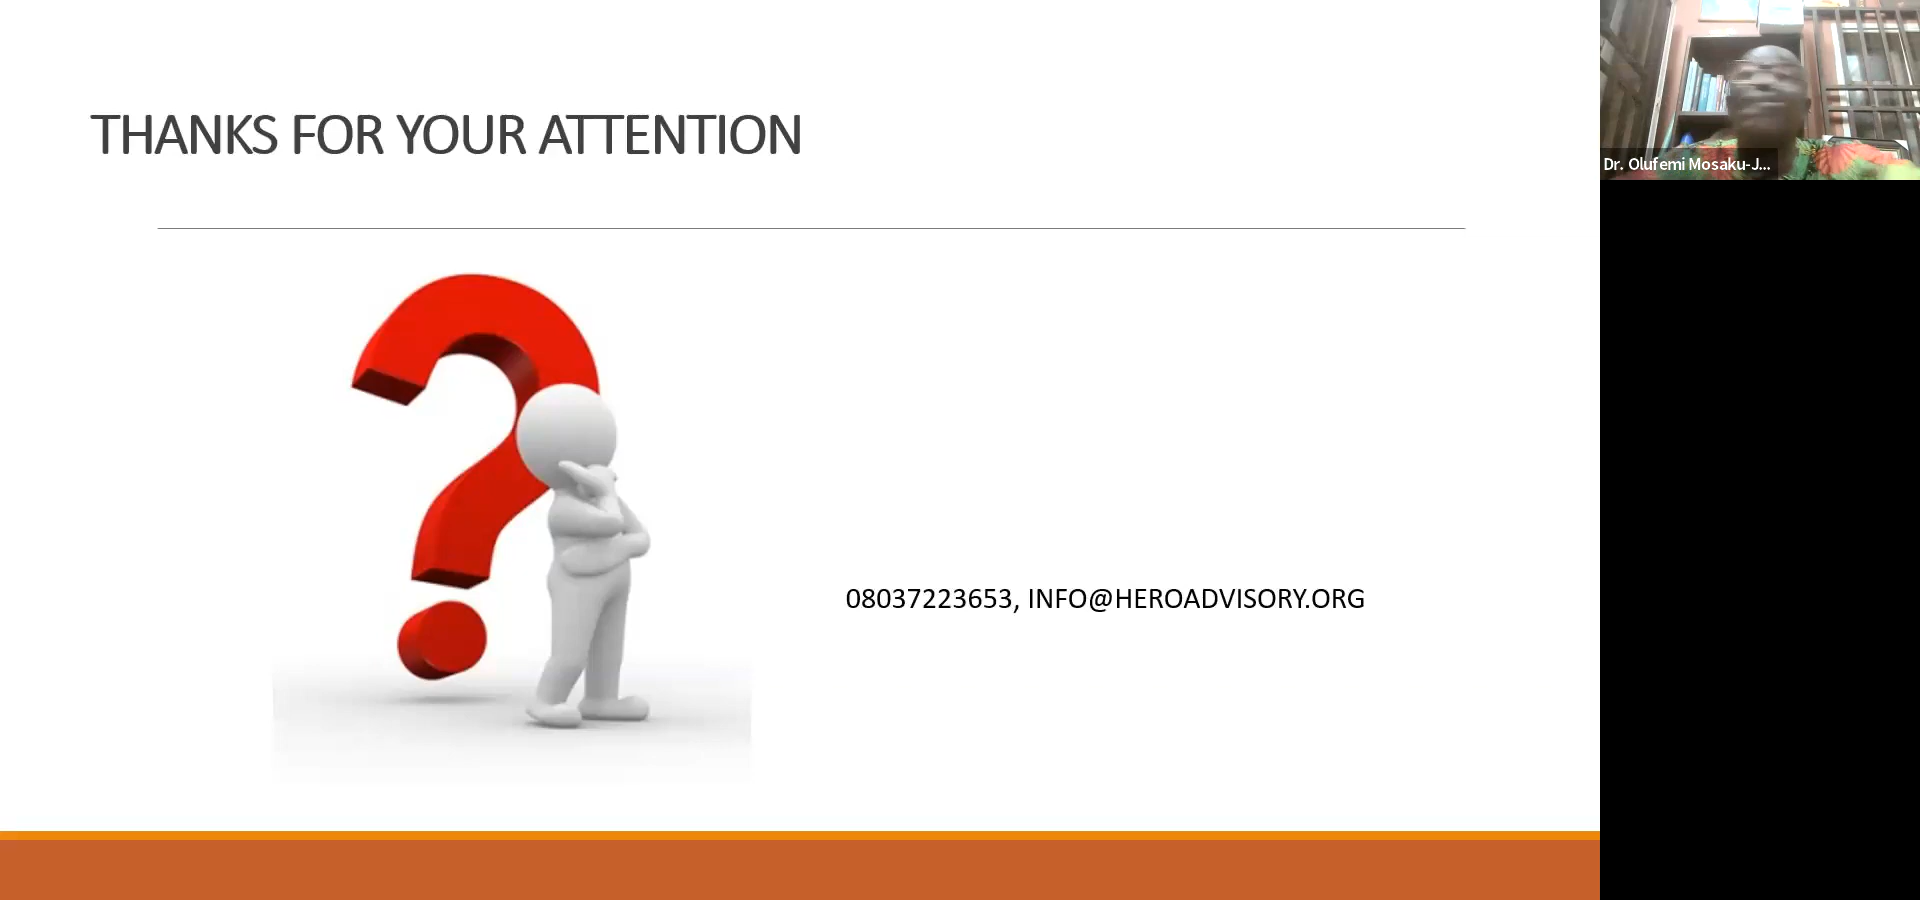 THANKS FOR YOUR ATTENTION
08037223653, INFO@HEROADVISORY.ORG
Dr. Olufemi Mosaku-J...